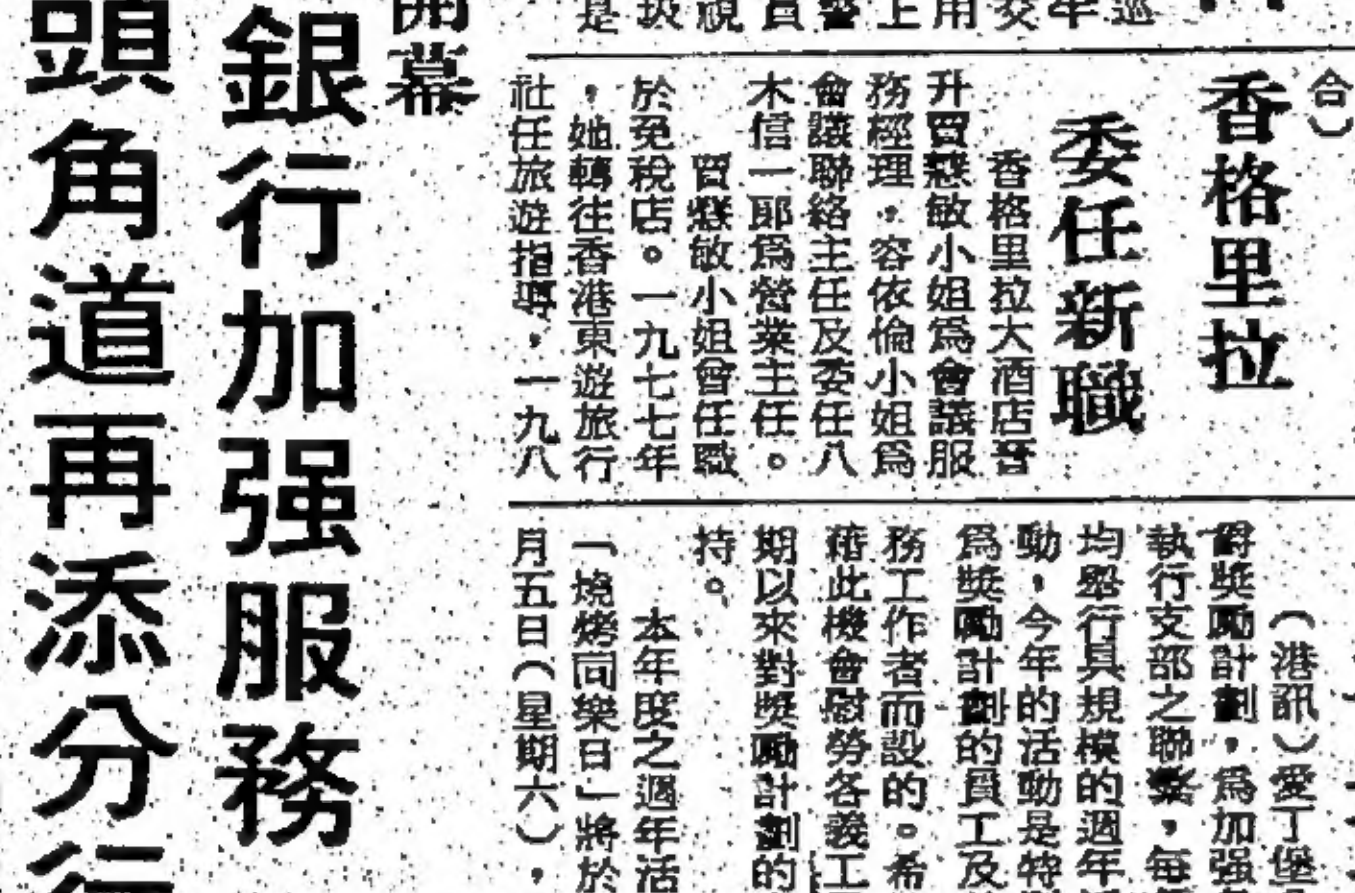 合）
香格里拉
委任新職
香格里拉大酒店晉
升賈慧敏小姐爲會議服
務經理，容依倫小姐爲
會議聯絡主任及委任八
木信一郎爲營業主任。
賈慧敏小姐曾任職
於免稅店。一九七七年
，她轉往香港東遊旅行
社任旅遊指導，一九八
開幕
銀行加强服務
頭角道再添分行
（港訊）愛丁堡
爵奬勵計劃，爲加强
執行支部之聯繫，每
均舉行具規模的週年
動，今年的活動是特
爲奬勵計劃的員工及
務工作者而設的。希
藉此機會慰勞各義工
期以來對奬勵計劃的
持。
本年度之週年活
「燒烤同樂日」將於
月五日（星期六），